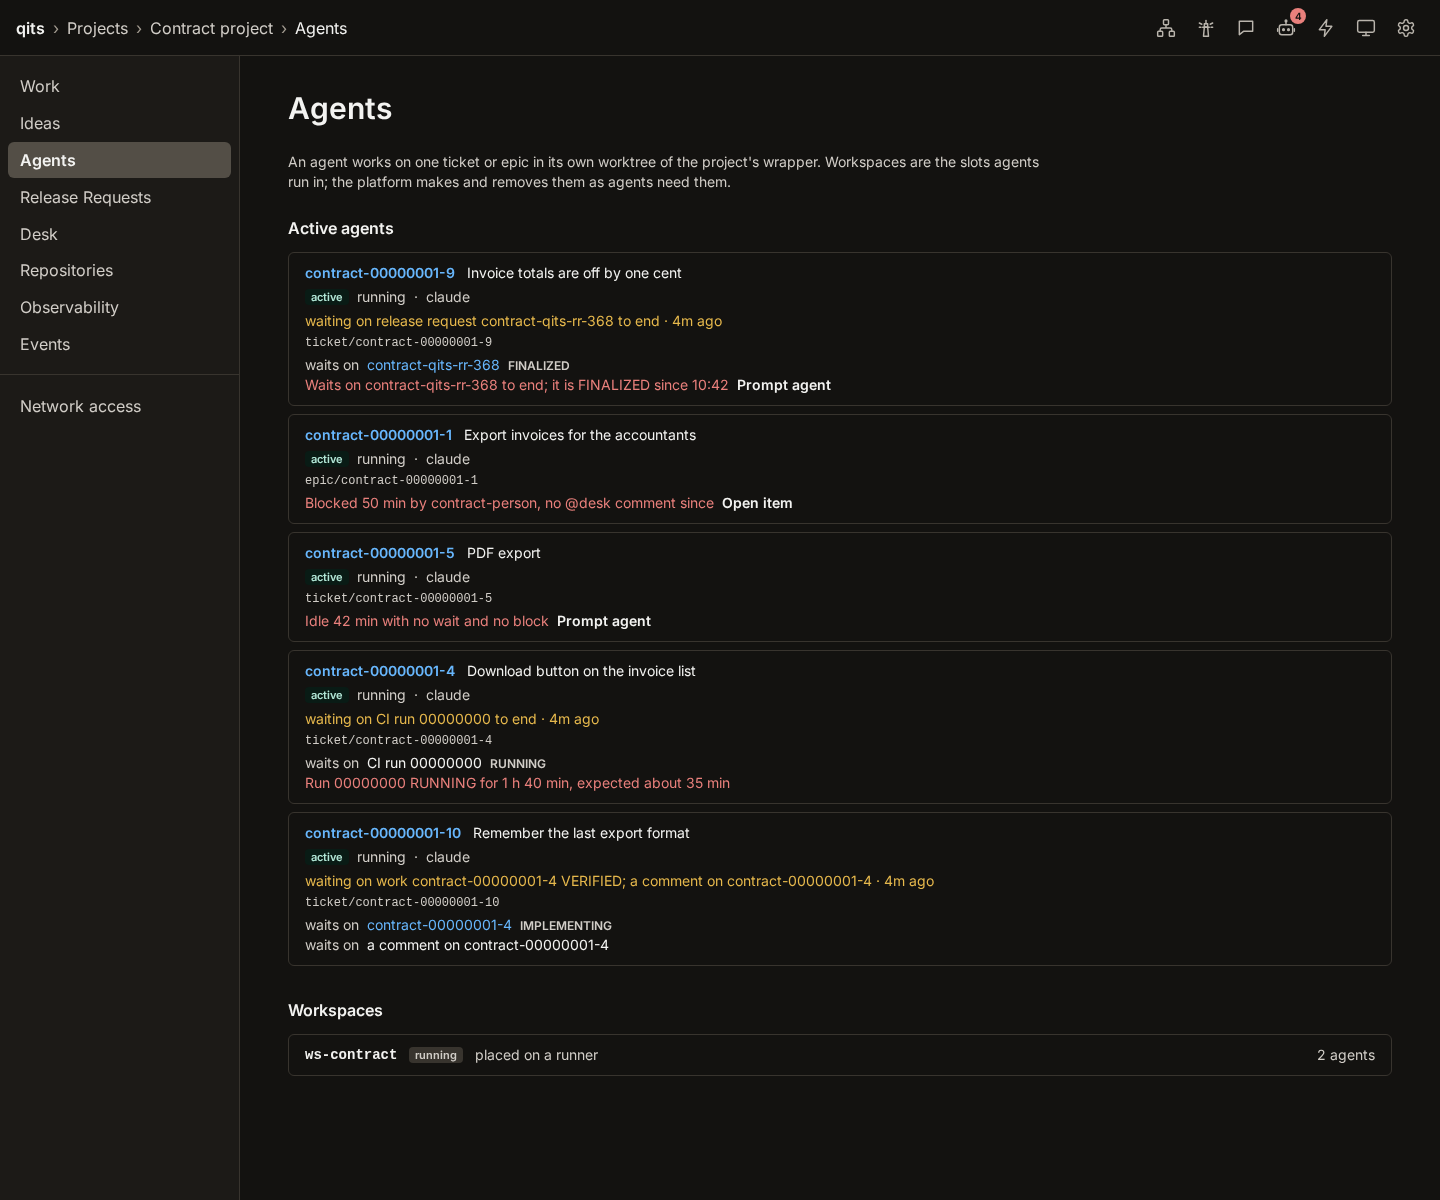 qits › Projects › Contract project › Agents
4
Work
Ideas
Agents
Release Requests
Desk
Repositories
Observability
Events
Network access
Agents
An agent works on one ticket or epic in its own worktree of the project's wrapper. Workspaces are the slots agents
run in; the platform makes and removes them as agents need them.
Active agents
contract-00000001-9 Invoice totals are off by one cent
active running · claude
waiting on release request contract-qits-rr-368 to end · 4m ago
ticket/contract-00000001-9
waits on contract-qits-rr-368 FINALIZED
Waits on contract-qits-rr-368 to end; it is FINALIZED since 10:42 Prompt agent
contract-00000001-1 Export invoices for the accountants
active running · claude
epic/contract-00000001-1
Blocked 50 min by contract-person, no @desk comment since Open item
contract-00000001-5 PDF export
active running · claude
ticket/contract-00000001-5
Idle 42 min with no wait and no block Prompt agent
contract-00000001-4 Download button on the invoice list
active running · claude
waiting on CI run 00000000 to end · 4m ago
ticket/contract-00000001-4
waits on CI run 00000000 RUNNING
Run 00000000 RUNNING for 1 h 40 min, expected about 35 min
contract-00000001-10 Remember the last export format
active running · claude
waiting on work contract-00000001-4 VERIFIED; a comment on contract-00000001-4 · 4m ago
ticket/contract-00000001-10
waits on contract-00000001-4 IMPLEMENTING
waits on a comment on contract-00000001-4
Workspaces
ws-contract running placed on a runner 2 agents